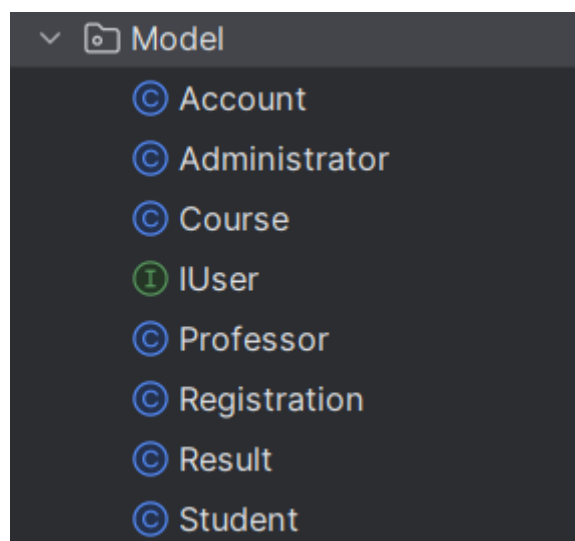 Model
Account
Administrator
Course
IUser
Professor
Registration
Result
Student